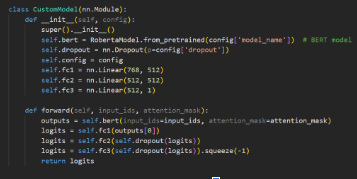 class CustomModel(nn.Module):
def __init__(self, config):
super().__init__()
self.bert = RobertaModel.from_pretrained(config['model_name']) # BERT model
self.dropout = nn.Dropout(p=config['dropout'])
self.config = config
self.fc1 = nn.Linear(768, 512)
self.fc2 = nn.Linear(512, 512)
self.fc3 = nn.Linear(512, 1)
def forward(self, input_ids, attention_mask):
outputs = self.bert(input_ids=input_ids, attention_mask=attention_mask)
logits = self.fc1(outputs[0])
logits = self.fc2(self.dropout(logits))
logits = self.fc3(self.dropout(logits)).squeeze(-1)
return logits